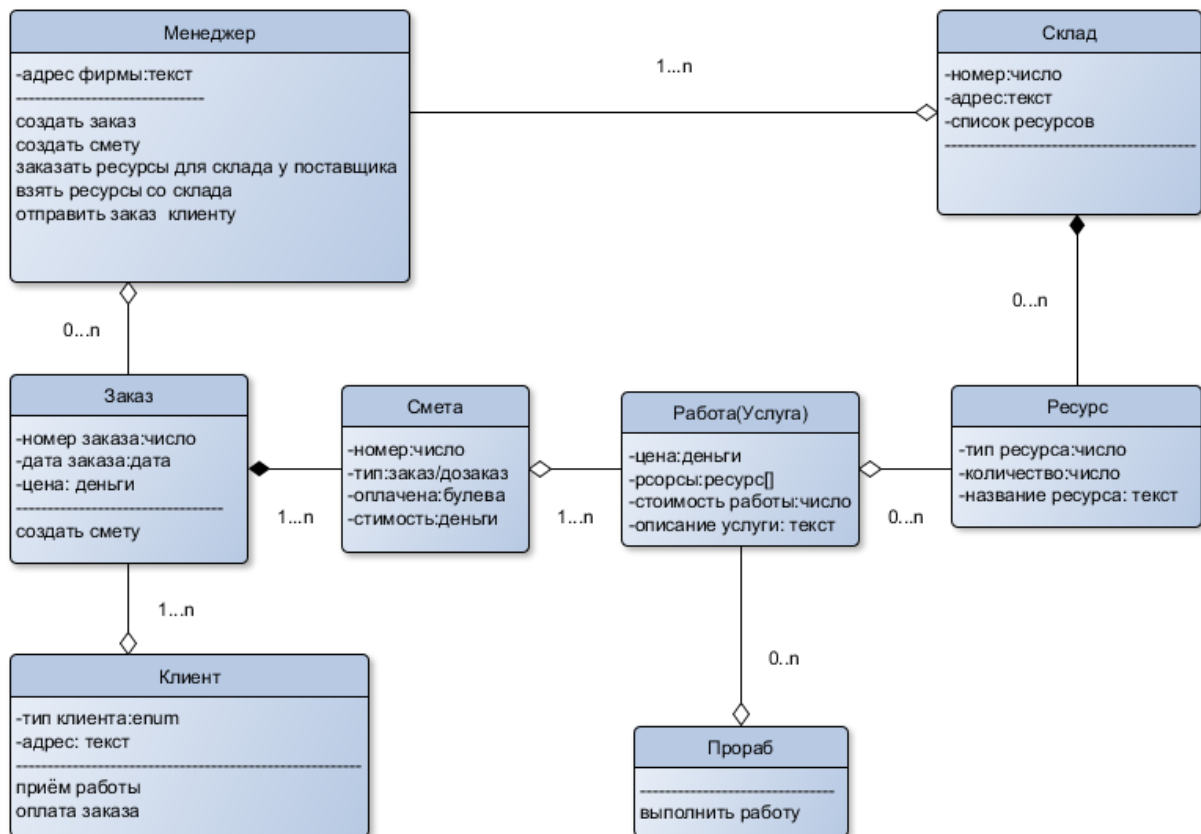 Менеджер
-адрес фирмы:текст
------------------------------
создать заказ
создать смету
заказать ресурсы для склада у поставщика
взять ресурсы со склада
отправить заказ  клиенту
1...n
Склад
-номер:число
-адрес:текст
-список ресурсов
----------------------------------------
0...n
0...n
Заказ
-номер заказа:число
-дата заказа:дата
-цена: деньги
---------------------------------
создать смету
1...n
Смета
-номер:число
-тип:заказ/дозаказ
-оплачена:булева
-стимость:деньги
1...n
Работа(Услуга)
-цена:деньги
-рсорсы:ресурс[]
-стоимость работы:число
-описание услуги: текст
0...n
Ресурс
-тип ресурса:число
-количество:число
-название ресурса: текст
1...n
Клиент
-тип клиента:enum
-адрес: текст
-------------------------------------------------------
приём работы
оплата заказа
0..n
Прораб
-------------------------------
выполнить работу